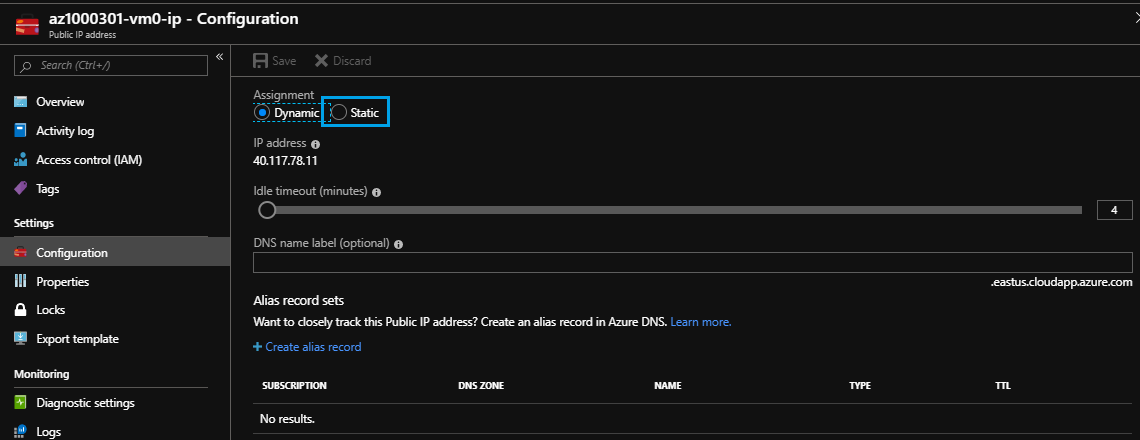 az1000301-vm0-ip - Configuration
Public IP address
Search (Ctrl+/)
«
Overview
Activity log
Access control (IAM)
Tags
Settings
Configuration
Properties
Locks
Export template
Monitoring
Diagnostic settings
Logs
Save Discard
Assignment
Dynamic Static
IP address
40.117.78.11
Idle timeout (minutes)
4
DNS name label (optional)
.eastus.cloudapp.azure.com
Alias record sets
Want to closely track this Public IP address? Create an alias record in Azure DNS. Learn more.
+ Create alias record
SUBSCRIPTION DNS ZONE NAME TYPE TTL
No results.